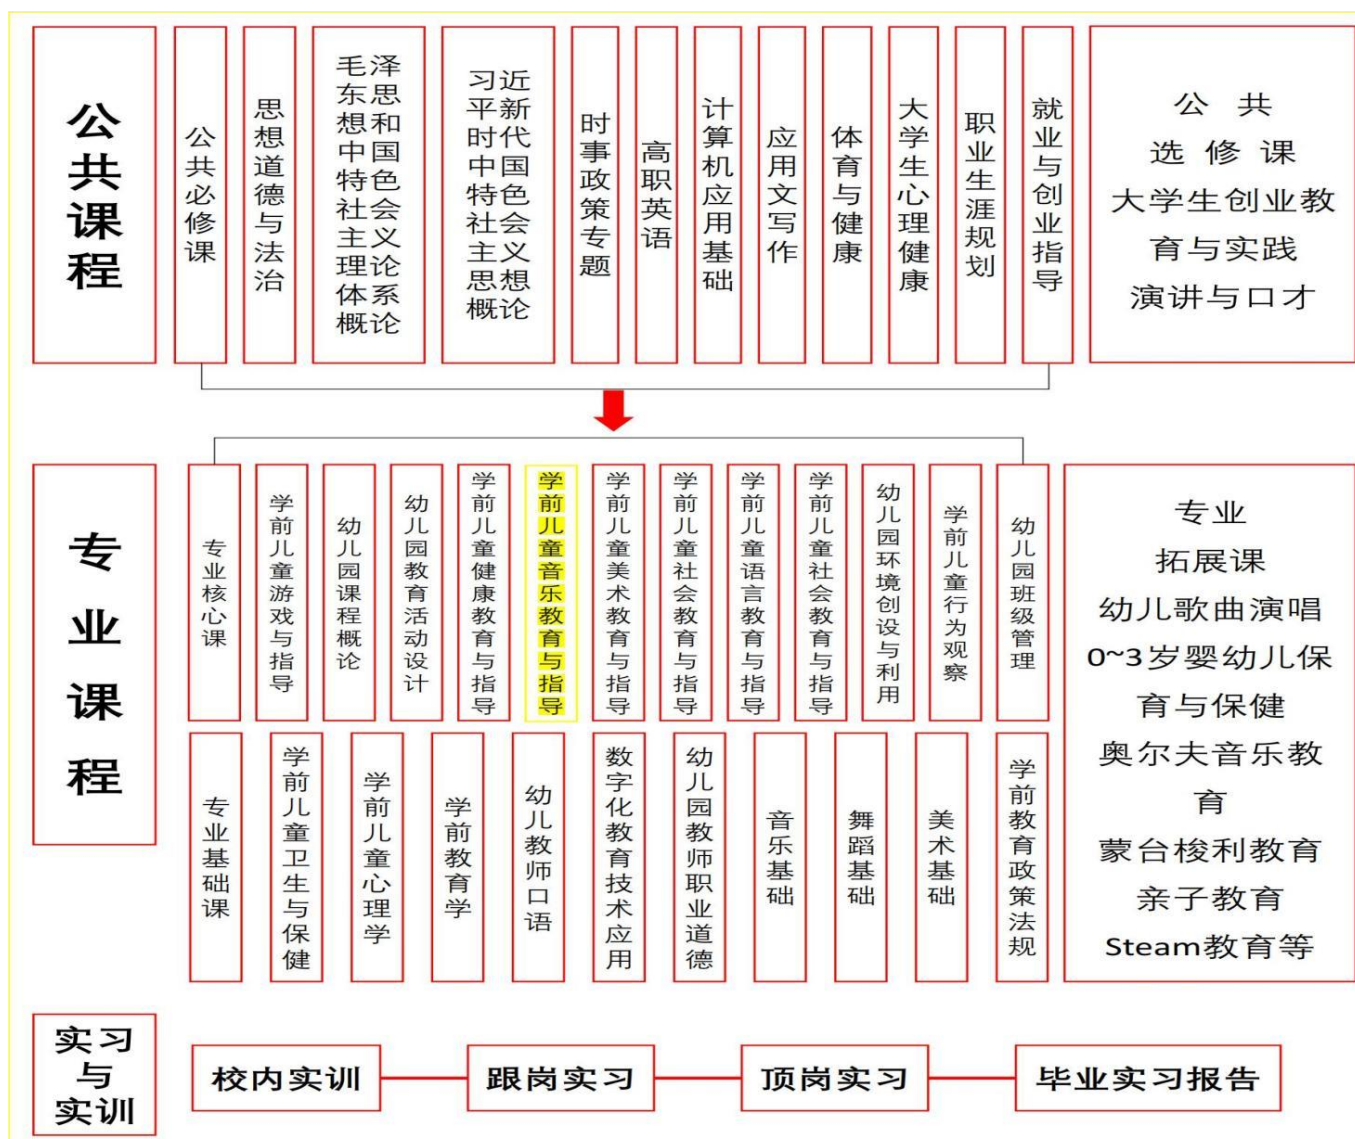 公共课程
公共必修课
思想道德与法治
毛泽东思想和中国特色社会主义理论体系概论
习近平新时代中国特色社会主义思想概论
时事政策专题
高职英语
计算机应用基础
应用文写作
体育与健康
大学生心理健康
职业生涯规划
就业与创业指导
公 共
选 修 课
大学生创业教
育与实践
演讲与口才
专业课程
专业核心课
学前儿童游戏与指导
幼儿园课程概论
幼儿园教育活动设计
学前儿童健康教育与指导
学前儿童音乐教育与指导
学前儿童美术教育与指导
学前儿童社会教育与指导
学前儿童语言教育与指导
学前儿童社会教育与指导
幼儿园环境创设与利用
学前儿童行为观察
幼儿园班级管理
专业基础课
学前儿童卫生与保健
学前儿童心理学
学前教育学
幼儿教师口语
数字化教育技术应用
幼儿园教师职业道德
音乐基础
舞蹈基础
美术基础
学前教育政策法规
专业
拓展课
幼儿歌曲演唱
0~3岁婴幼儿保
育与保健
奥尔夫音乐教
育
蒙台梭利教育
亲子教育
Steam教育等
实习
与
实训
校内实训
跟岗实习
顶岗实习
毕业实习报告